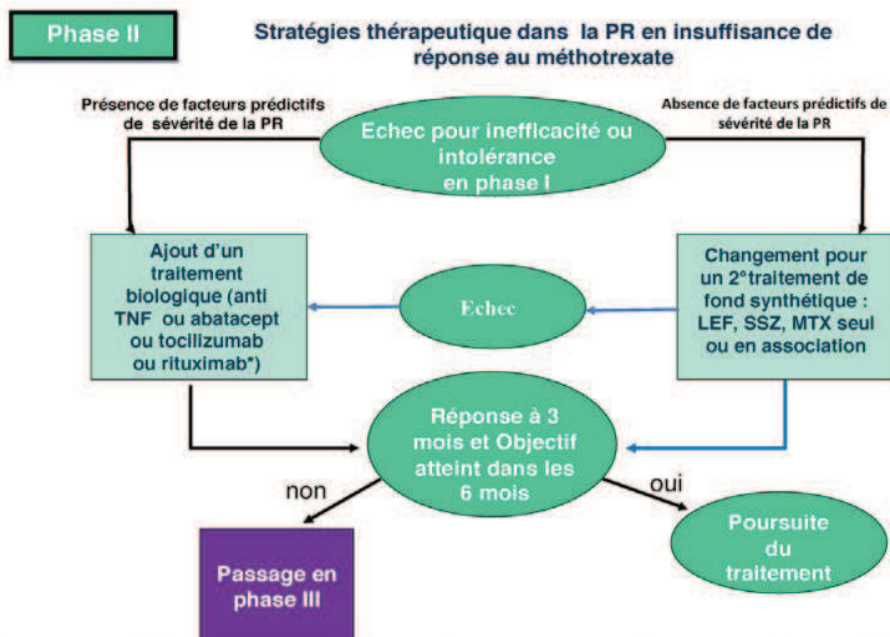 Phase II
Stratégies thérapeutique dans la PR en insuffisance de
réponse au méthotrexate
Présence de facteurs prédictifs
de sévérité de la PR
Absence de facteurs prédictifs de
sévérité de la PR
Echec pour inefficacité ou
intolérance
en phase I
Ajout d'un
traitement
biologique (anti
TNF ou abatacept
ou tocilizumab
ou rituximab*)
Echec
Changement pour
un 2° traitement de
fond synthétique :
LEF, SSZ, MTX seul
ou en association
Réponse à 3
mois et Objectif
atteint dans les
6 mois
non
oui
Passage en
phase III
Poursuite
du
traitement